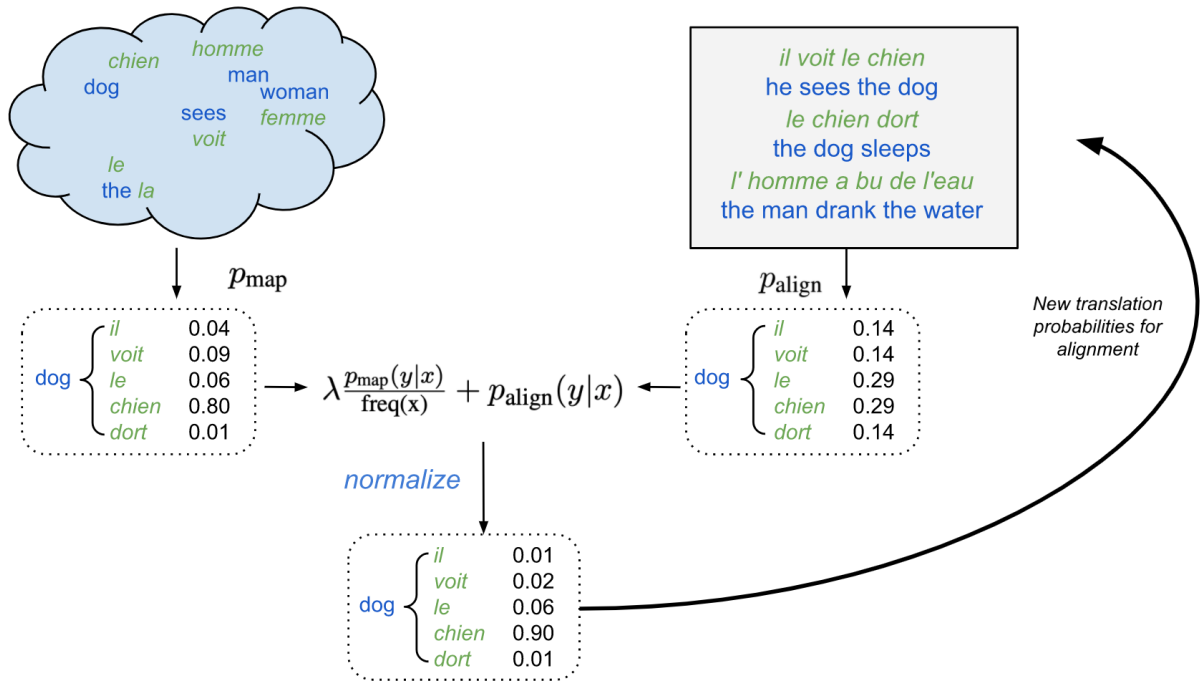 chien
homme
dog
man
woman
sees
femme
voit
le
the la
il voit le chien
he sees the dog
le chien dort
the dog sleeps
l' homme a bu de l'eau
the man drank the water
p_map
p_align
dog
il 0.04
voit 0.09
le 0.06
chien 0.80
dort 0.01
λ p_map(y|x) / freq(x) + p_align(y|x)
dog
il 0.14
voit 0.14
le 0.29
chien 0.29
dort 0.14
New translation
probabilities for
alignment
normalize
dog
il 0.01
voit 0.02
le 0.06
chien 0.90
dort 0.01